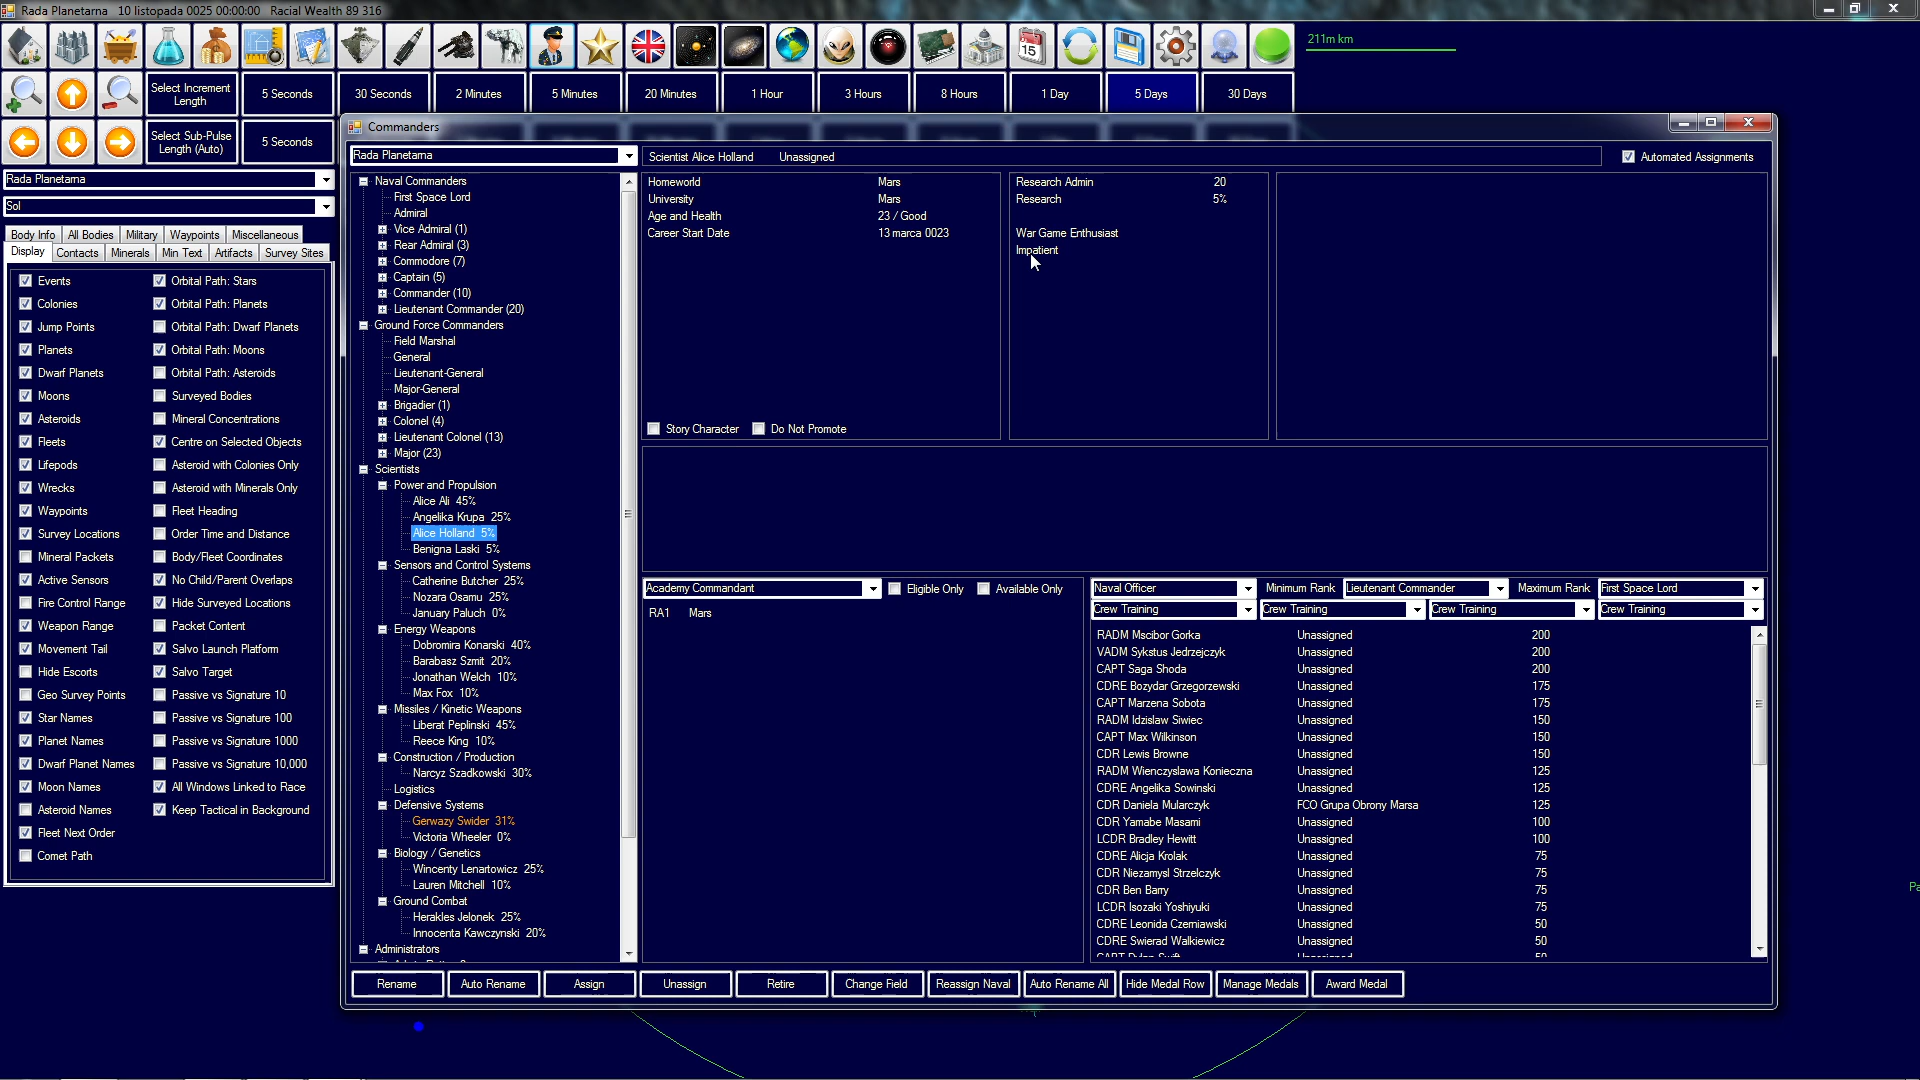 Rada Planetarna   10 listopada 0025 00:00:00   Racial Wealth 89 316
211m km
Select Increment Length
5 Seconds
30 Seconds
2 Minutes
5 Minutes
20 Minutes
1 Hour
3 Hours
8 Hours
1 Day
5 Days
30 Days
Select Sub-Pulse Length (Auto)
5 Seconds
Rada Planetarna
Sol
Body Info
All Bodies
Military
Waypoints
Miscellaneous
Display
Contacts
Minerals
Min Text
Artifacts
Survey Sites
Events
Orbital Path: Stars
Colonies
Orbital Path: Planets
Jump Points
Orbital Path: Dwarf Planets
Planets
Orbital Path: Moons
Dwarf Planets
Orbital Path: Asteroids
Moons
Surveyed Bodies
Asteroids
Mineral Concentrations
Fleets
Centre on Selected Objects
Lifepods
Asteroid with Colonies Only
Wrecks
Asteroid with Minerals Only
Waypoints
Fleet Heading
Survey Locations
Order Time and Distance
Mineral Packets
Body/Fleet Coordinates
Active Sensors
No Child/Parent Overlaps
Fire Control Range
Hide Surveyed Locations
Weapon Range
Packet Content
Movement Tail
Salvo Launch Platform
Hide Escorts
Salvo Target
Geo Survey Points
Passive vs Signature 10
Star Names
Passive vs Signature 100
Planet Names
Passive vs Signature 1000
Dwarf Planet Names
Passive vs Signature 10,000
Moon Names
All Windows Linked to Race
Asteroid Names
Keep Tactical in Background
Fleet Next Order
Comet Path
Commanders
Rada Planetarna
Scientist Alice Holland   Unassigned
Automated Assignments
Naval Commanders
First Space Lord
Admiral
Vice Admiral (1)
Rear Admiral (3)
Commodore (7)
Captain (5)
Commander (10)
Lieutenant Commander (20)
Ground Force Commanders
Field Marshal
General
Lieutenant-General
Major-General
Brigadier (1)
Colonel (4)
Lieutenant Colonel (13)
Major (23)
Scientists
Power and Propulsion
Alice Ali 45%
Angelika Krupa 25%
Alice Holland 5%
Benigna Laski 5%
Sensors and Control Systems
Catherine Butcher 25%
Nozara Osamu 25%
January Paluch 0%
Energy Weapons
Dobromira Konarski 40%
Barabasz Szmit 20%
Jonathan Welch 10%
Max Fox 10%
Missiles / Kinetic Weapons
Liberat Peplinski 45%
Reece King 10%
Construction / Production
Narcyz Szadkowski 30%
Logistics
Defensive Systems
Gerwazy Swider 31%
Victoria Wheeler 0%
Biology / Genetics
Wincenty Lenartowicz 25%
Lauren Mitchell 10%
Ground Combat
Herakles Jelonek 25%
Innocenta Kawczynski 20%
Administrators
Homeworld   Mars
University   Mars
Age and Health   23 / Good
Career Start Date   13 marca 0023
Story Character
Do Not Promote
Research Admin   20
Research   5%
War Game Enthusiast
Impatient
Academy Commandant
Eligible Only
Available Only
RA1   Mars
Naval Officer
Minimum Rank
Lieutenant Commander
Maximum Rank
First Space Lord
Crew Training
Crew Training
Crew Training
Crew Training
RADM Mscibor Gorka   Unassigned   200
VADM Sykstus Jedrzejczyk   Unassigned   200
CAPT Saga Shoda   Unassigned   200
CDRE Bozydar Grzegorzewski   Unassigned   175
CAPT Marzena Sobota   Unassigned   175
RADM Idzislaw Siwiec   Unassigned   150
CAPT Max Wilkinson   Unassigned   150
CDR Lewis Browne   Unassigned   150
RADM Wienczyslawa Konieczna   Unassigned   125
CDRE Angelika Sowinski   Unassigned   125
CDR Daniela Mularczyk   FCO Grupa Obrony Marsa   125
CDR Yamabe Masami   Unassigned   100
LCDR Bradley Hewitt   Unassigned   100
CDRE Alicja Krolak   Unassigned   75
CDR Niezamysl Strzelczyk   Unassigned   75
CDR Ben Barry   Unassigned   75
LCDR Isozaki Yoshiyuki   Unassigned   75
CDRE Leonida Czerniawski   Unassigned   50
CDRE Swierad Walkiewicz   Unassigned   50
Rename
Auto Rename
Assign
Unassign
Retire
Change Field
Reassign Naval
Auto Rename All
Hide Medal Row
Manage Medals
Award Medal